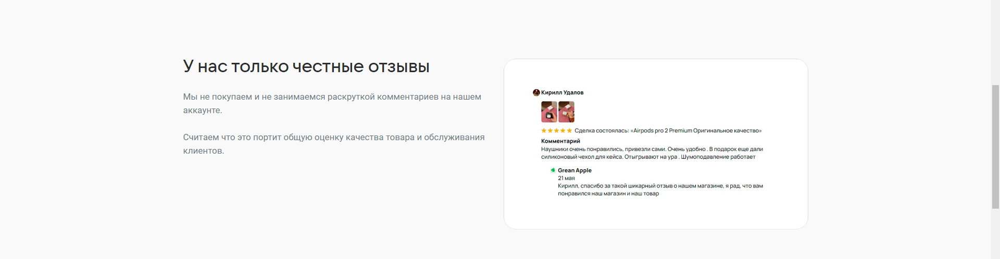 У нас только честные отзывы
Мы не покупаем и не занимаемся раскруткой комментариев на нашем
аккаунте.
Считаем что это портит общую оценку качества товара и обслуживания
клиентов.
Кирилл Удалов
Сделка состоялась: «Airpods pro 2 Premium Оригинальное качество»
Комментарий
Наушники очень понравились, привезли сами. Очень удобно . В подарок еще дали
силиконовый чехол для кейса. Отыгрывают на ура . Шумоподавление работает
Grean Apple
21 мая
Кирилл, спасибо за такой шикарный отзыв о нашем магазине, я рад, что вам
понравился наш магазин и наш товар